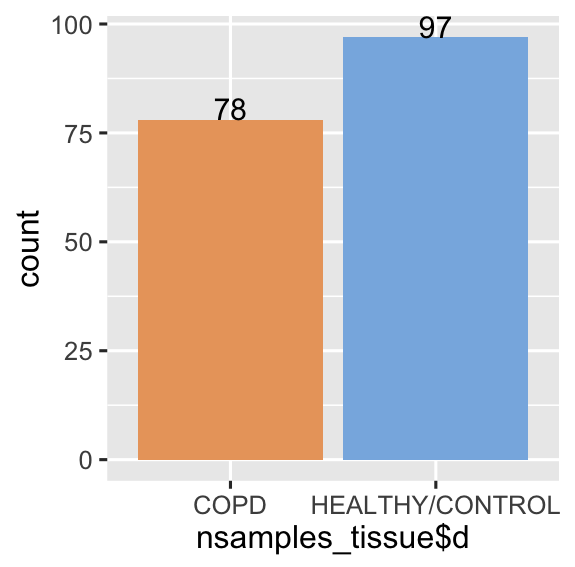 100
97
78
75
50
25
0
count
COPD
HEALTHY/CONTROL
nsamples_tissue$d